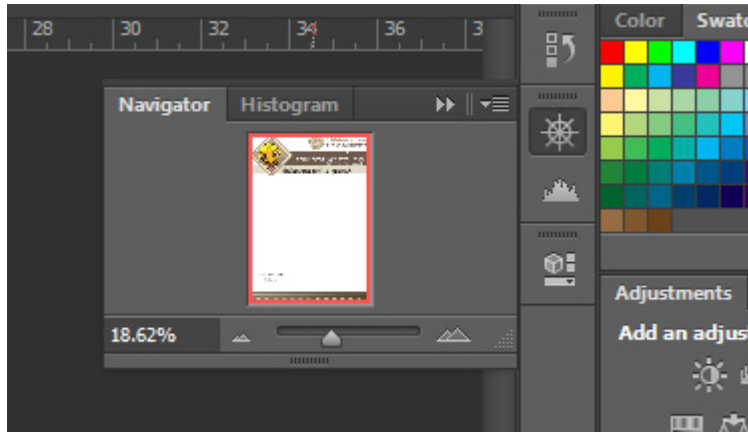 28 30 32 34 36 3
Color Swatc
Navigator Histogram
18.62%
Adjustments
Add an adjus